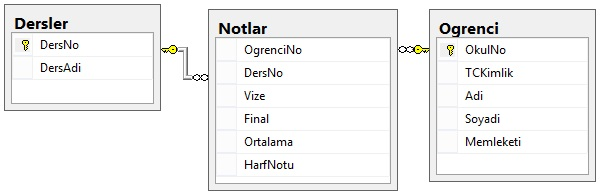 Dersler
DersNo
DersAdi
Notlar
OgrenciNo
DersNo
Vize
Final
Ortalama
HarfNotu
Ogrenci
OkulNo
TCKimlik
Adi
Soyadi
Memleketi